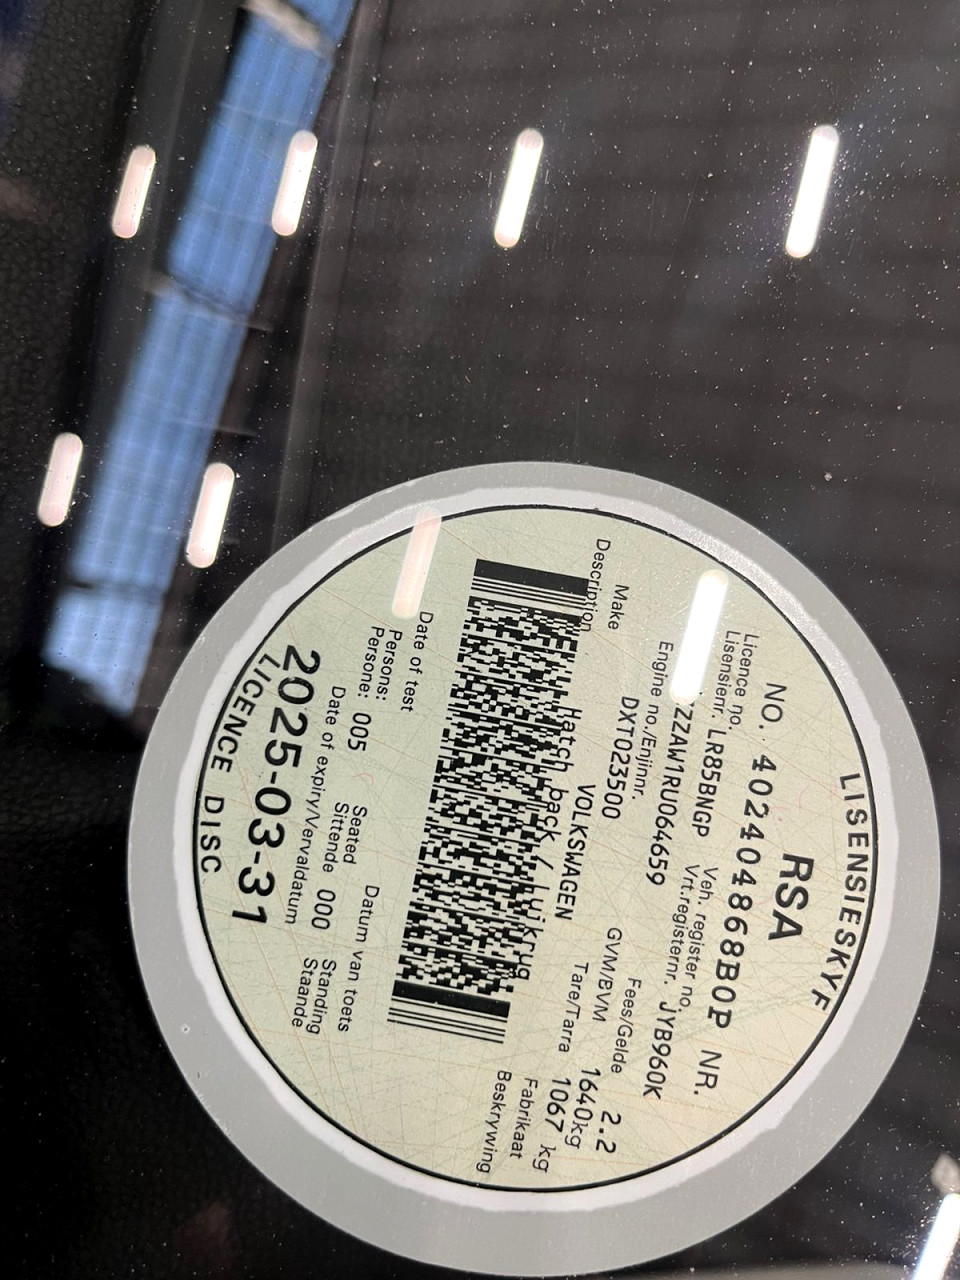 LISENSIESKYF
RSA
NO. 402404868BOP NR.
Licence no. Veh. register no.
Lisensienr. LR85BNGP Vrt.registernr. JYB960K
ZZAW1RU064659
Engine no./Enjinnr. Fees/Gelde 2.2
DXT023500 GVM/BVM 1640kg
Make VOLKSWAGEN Tare/Tarra 1067 kg
Fabrikaat
Description Hatch back / Luikrug Beskrywing
Date of test Datum van toets
Persons: Seated Standing
Persone: 005 Sittende 000 Staande
Date of expiry/Vervaldatum
2025-03-31
LICENCE DISC